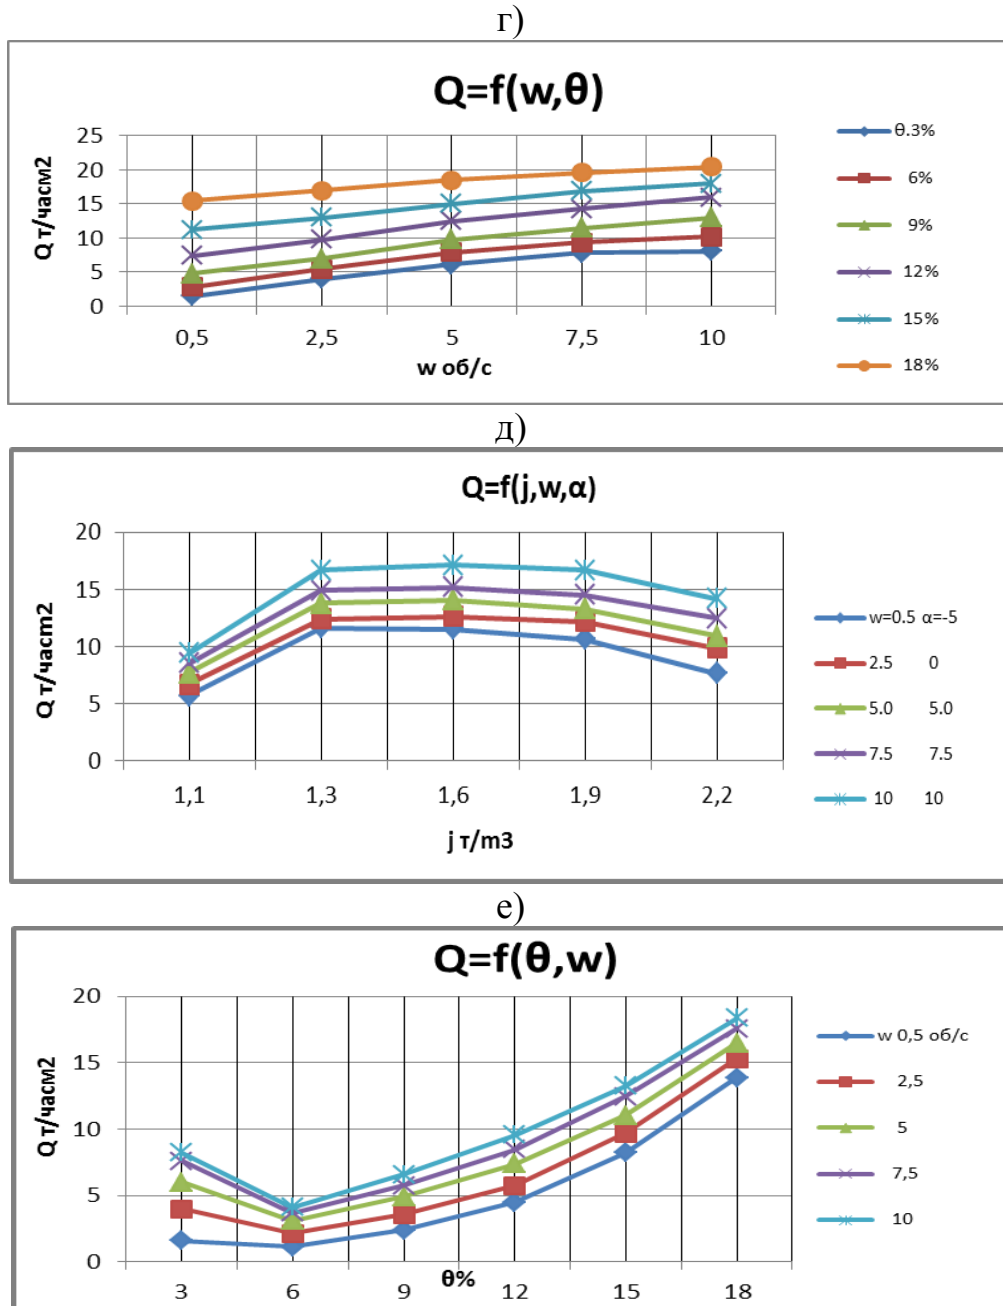 г)
Q=f(w,θ)
Q т/часм2
25
20
15
10
5
0
0,5 2,5 5 7,5 10
w об/с
θ.3%
6%
9%
12%
15%
18%
д)
Q=f(j,w,α)
Q т/часm2
20
15
10
5
0
1,1 1,3 1,6 1,9 2,2
j т/m3
w=0.5 α=-5
2.5 0
5.0 5.0
7.5 7.5
10 10
е)
Q=f(θ,w)
Q т/часм2
20
15
10
5
0
3 6 9 12 15 18
θ%
w 0,5 об/с
2,5
5
7,5
10